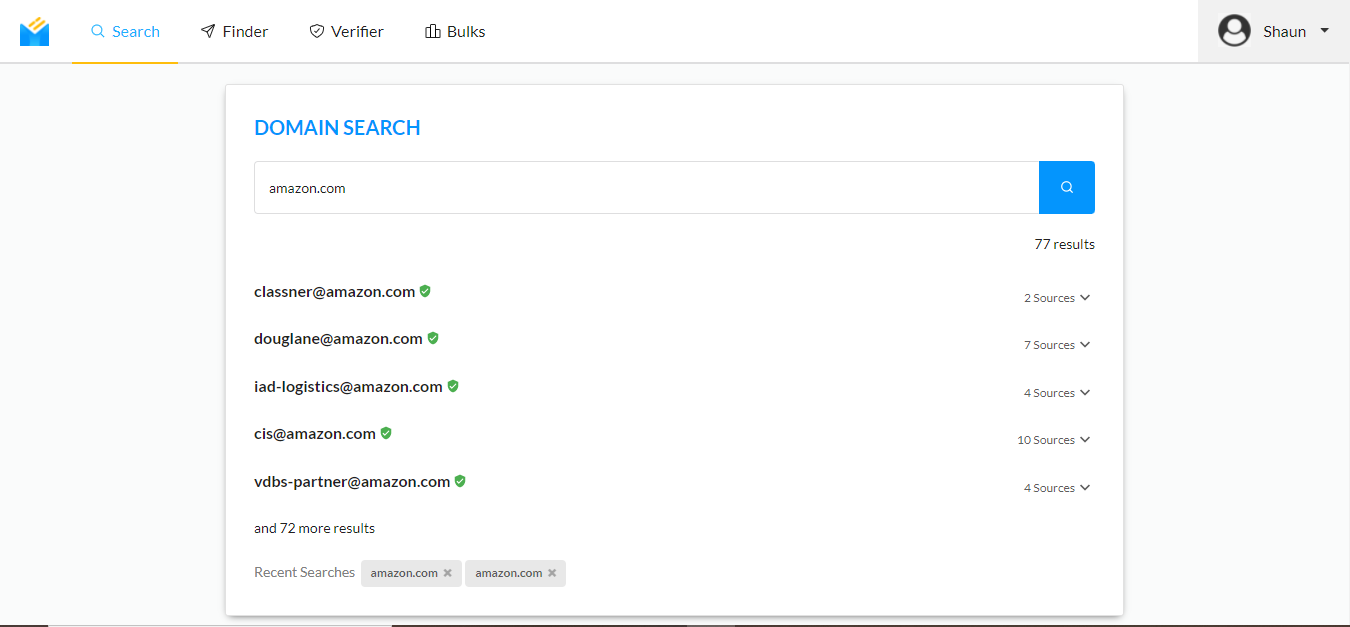 Search Finder Verifier Bulks Shaun
DOMAIN SEARCH
amazon.com
77 results
classner@amazon.com 2 Sources
douglane@amazon.com 7 Sources
iad-logistics@amazon.com 4 Sources
cis@amazon.com 10 Sources
vdbs-partner@amazon.com 4 Sources
and 72 more results
Recent Searches amazon.com amazon.com